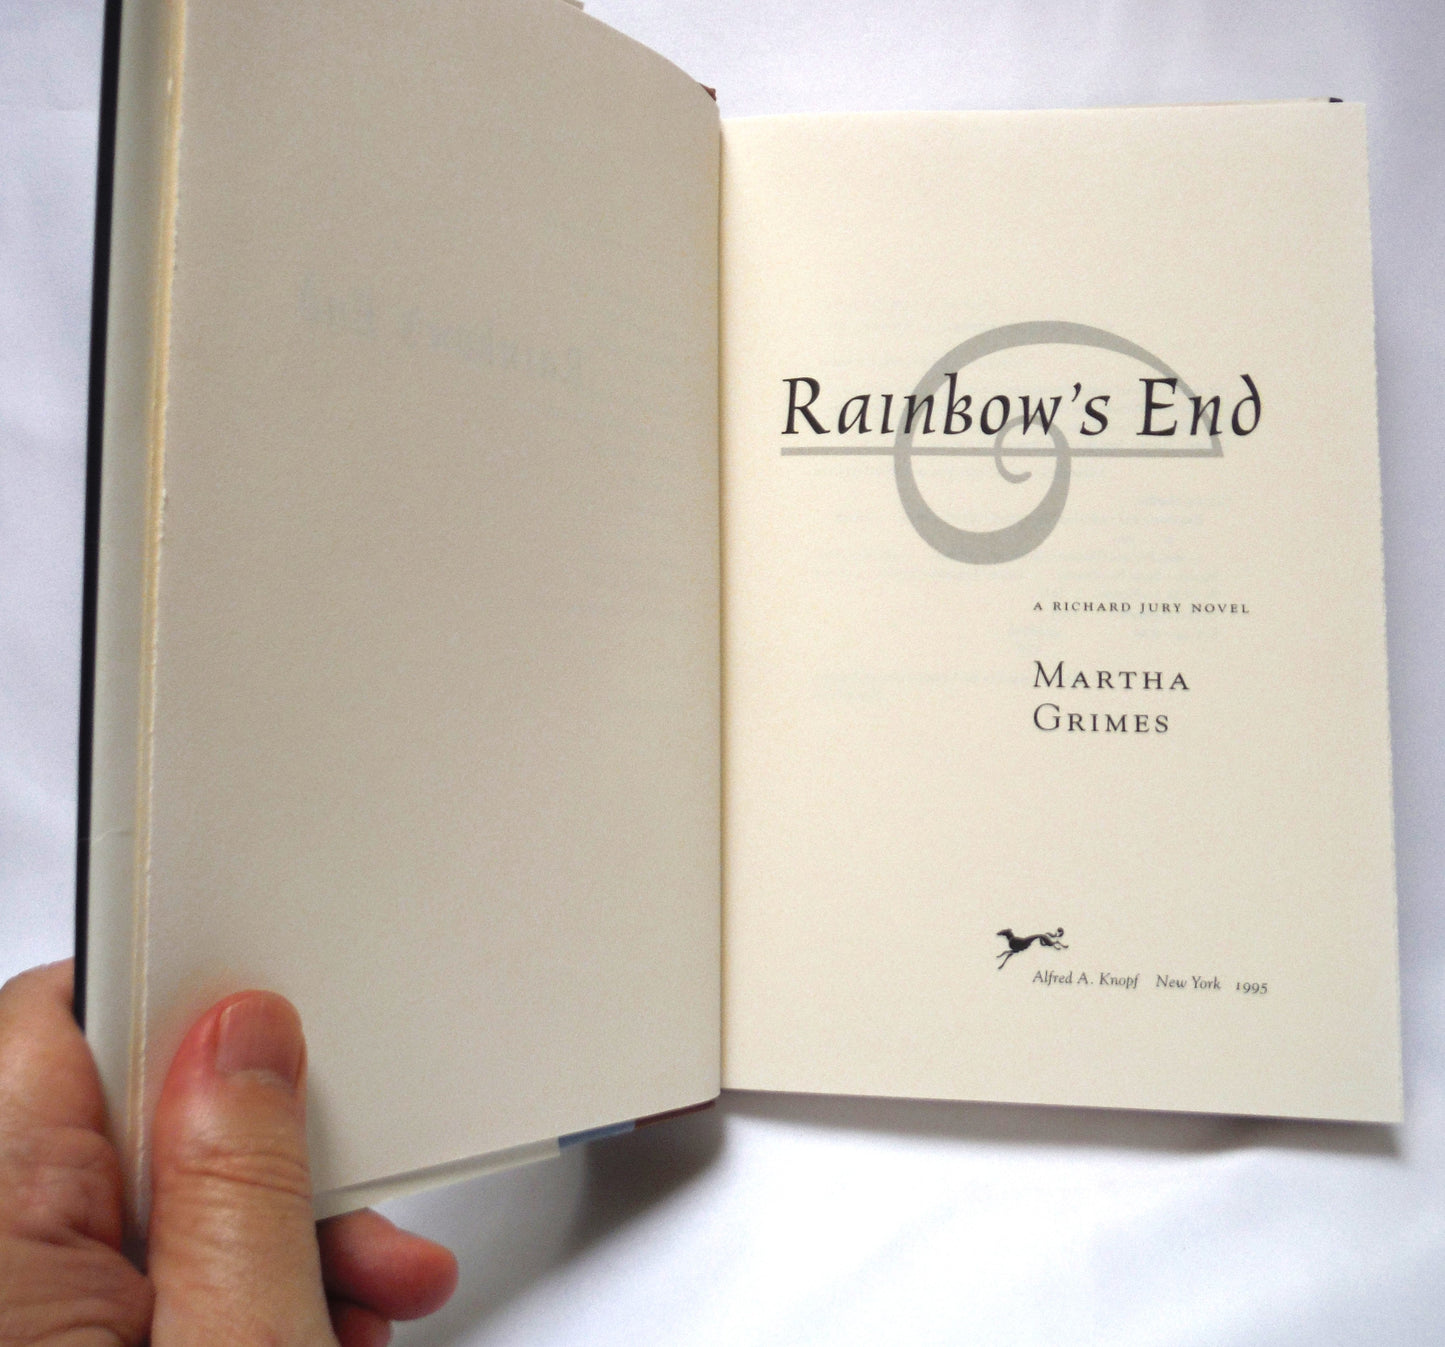 Rainbow's End
A RICHARD JURY NOVEL
MARTHA
GRIMES
Alfred A. Knopf New York 1995